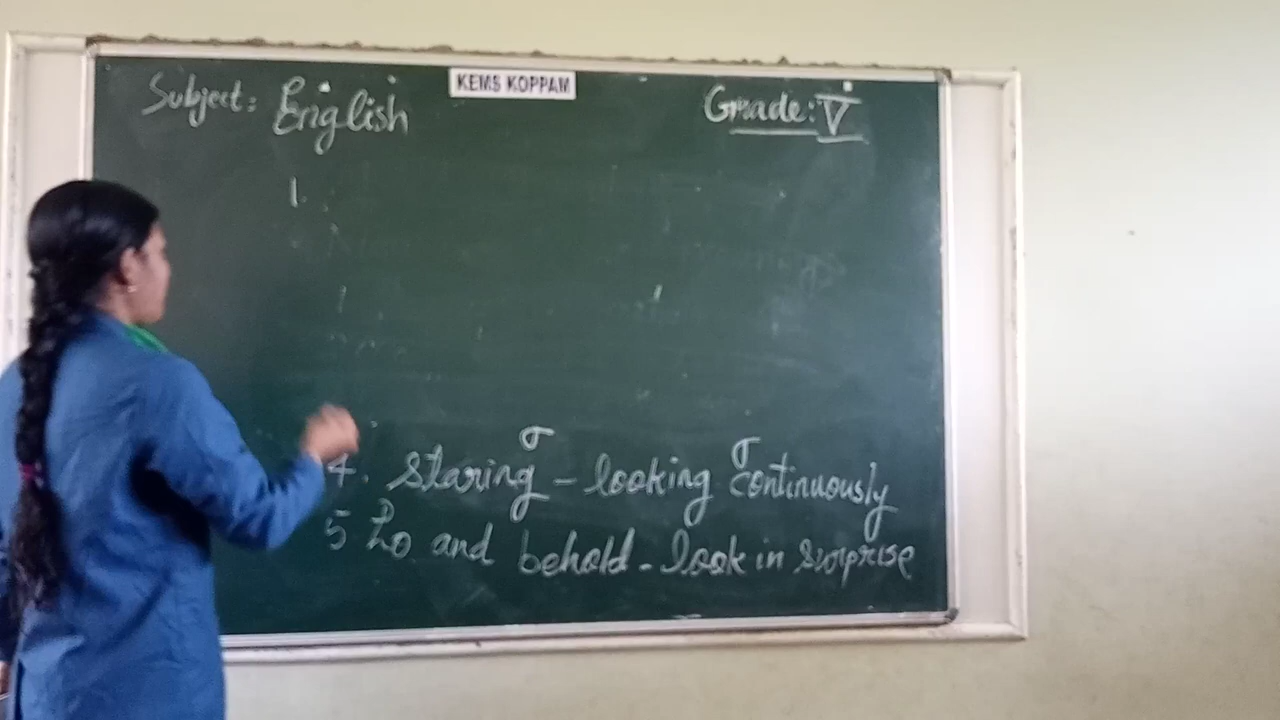 KEMS KOPPAM
Subject: English
Grade: V
1.
4. Staring - looking continuously
5 Lo and behold - look in surprise